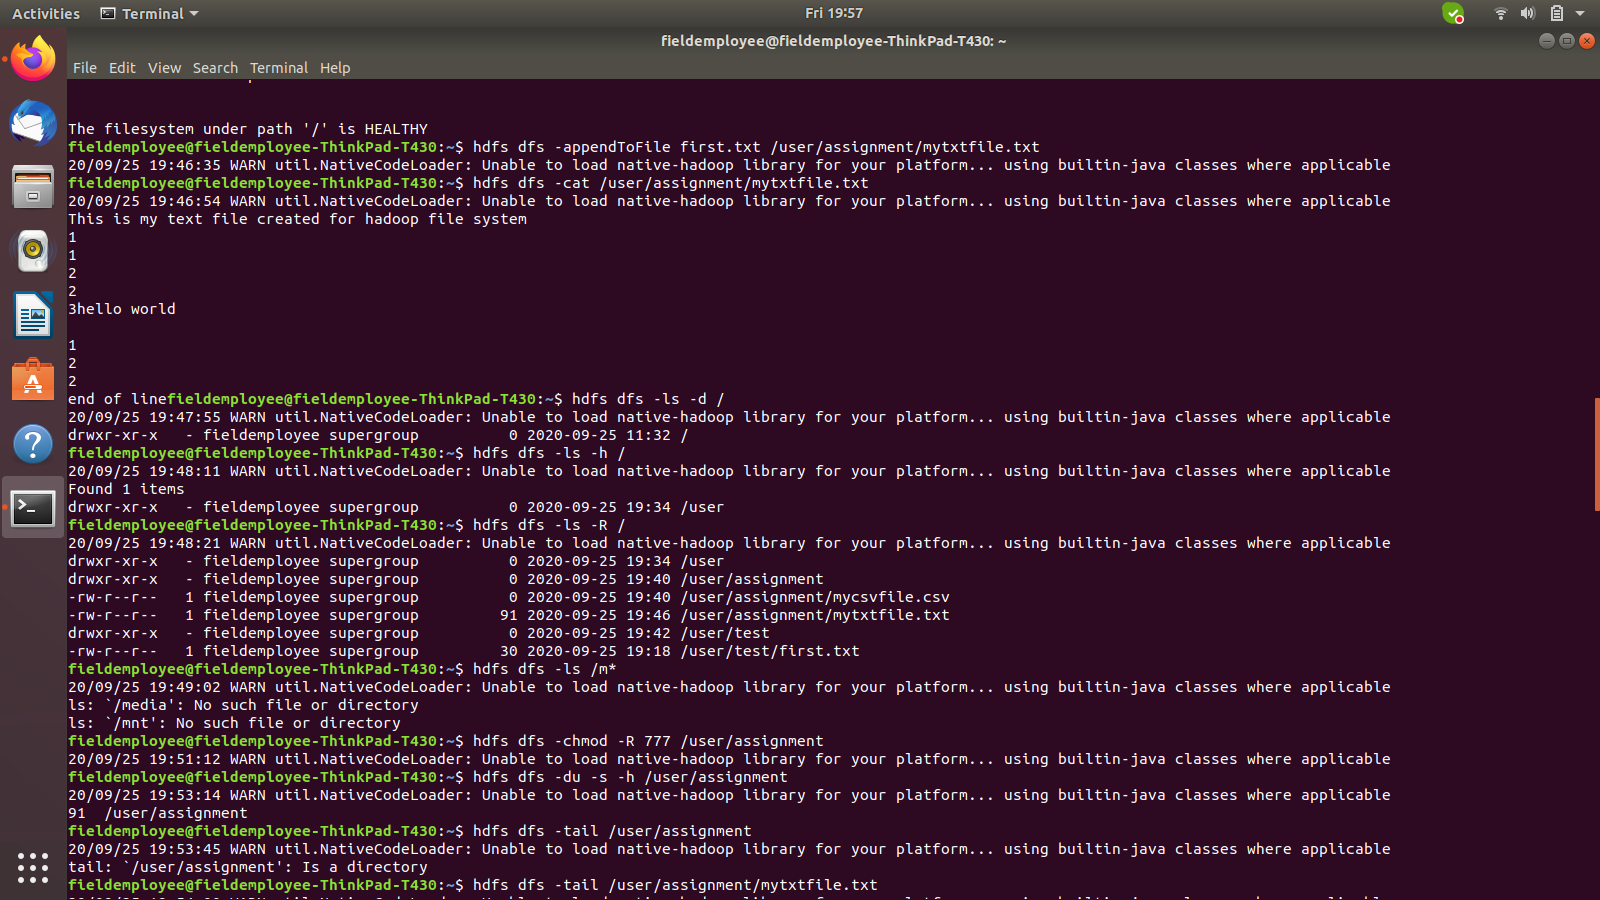 Activities Terminal Fri 19:57
fieldemployee@fieldemployee-ThinkPad-T430: ~
File Edit View Search Terminal Help
The filesystem under path '/' is HEALTHY
fieldemployee@fieldemployee-ThinkPad-T430:~$ hdfs dfs -appendToFile first.txt /user/assignment/mytxtfile.txt
20/09/25 19:46:35 WARN util.NativeCodeLoader: Unable to load native-hadoop library for your platform... using builtin-java classes where applicable
fieldemployee@fieldemployee-ThinkPad-T430:~$ hdfs dfs -cat /user/assignment/mytxtfile.txt
20/09/25 19:46:54 WARN util.NativeCodeLoader: Unable to load native-hadoop library for your platform... using builtin-java classes where applicable
This is my text file created for hadoop file system
1
1
2
2
3hello world
1
2
2
end of linefieldemployee@fieldemployee-ThinkPad-T430:~$ hdfs dfs -ls -d /
20/09/25 19:47:55 WARN util.NativeCodeLoader: Unable to load native-hadoop library for your platform... using builtin-java classes where applicable
drwxr-xr-x   - fieldemployee supergroup          0 2020-09-25 11:32 /
fieldemployee@fieldemployee-ThinkPad-T430:~$ hdfs dfs -ls -h /
20/09/25 19:48:11 WARN util.NativeCodeLoader: Unable to load native-hadoop library for your platform... using builtin-java classes where applicable
Found 1 items
drwxr-xr-x   - fieldemployee supergroup          0 2020-09-25 19:34 /user
fieldemployee@fieldemployee-ThinkPad-T430:~$ hdfs dfs -ls -R /
20/09/25 19:48:21 WARN util.NativeCodeLoader: Unable to load native-hadoop library for your platform... using builtin-java classes where applicable
drwxr-xr-x   - fieldemployee supergroup          0 2020-09-25 19:34 /user
drwxr-xr-x   - fieldemployee supergroup          0 2020-09-25 19:40 /user/assignment
-rw-r--r--   1 fieldemployee supergroup          0 2020-09-25 19:40 /user/assignment/mycsvfile.csv
-rw-r--r--   1 fieldemployee supergroup         91 2020-09-25 19:46 /user/assignment/mytxtfile.txt
drwxr-xr-x   - fieldemployee supergroup          0 2020-09-25 19:42 /user/test
-rw-r--r--   1 fieldemployee supergroup         30 2020-09-25 19:18 /user/test/first.txt
fieldemployee@fieldemployee-ThinkPad-T430:~$ hdfs dfs -ls /m*
20/09/25 19:49:02 WARN util.NativeCodeLoader: Unable to load native-hadoop library for your platform... using builtin-java classes where applicable
ls: `/media': No such file or directory
ls: `/mnt': No such file or directory
fieldemployee@fieldemployee-ThinkPad-T430:~$ hdfs dfs -chmod -R 777 /user/assignment
20/09/25 19:51:12 WARN util.NativeCodeLoader: Unable to load native-hadoop library for your platform... using builtin-java classes where applicable
fieldemployee@fieldemployee-ThinkPad-T430:~$ hdfs dfs -du -s -h /user/assignment
20/09/25 19:53:14 WARN util.NativeCodeLoader: Unable to load native-hadoop library for your platform... using builtin-java classes where applicable
91  /user/assignment
fieldemployee@fieldemployee-ThinkPad-T430:~$ hdfs dfs -tail /user/assignment
20/09/25 19:53:45 WARN util.NativeCodeLoader: Unable to load native-hadoop library for your platform... using builtin-java classes where applicable
tail: `/user/assignment': Is a directory
fieldemployee@fieldemployee-ThinkPad-T430:~$ hdfs dfs -tail /user/assignment/mytxtfile.txt